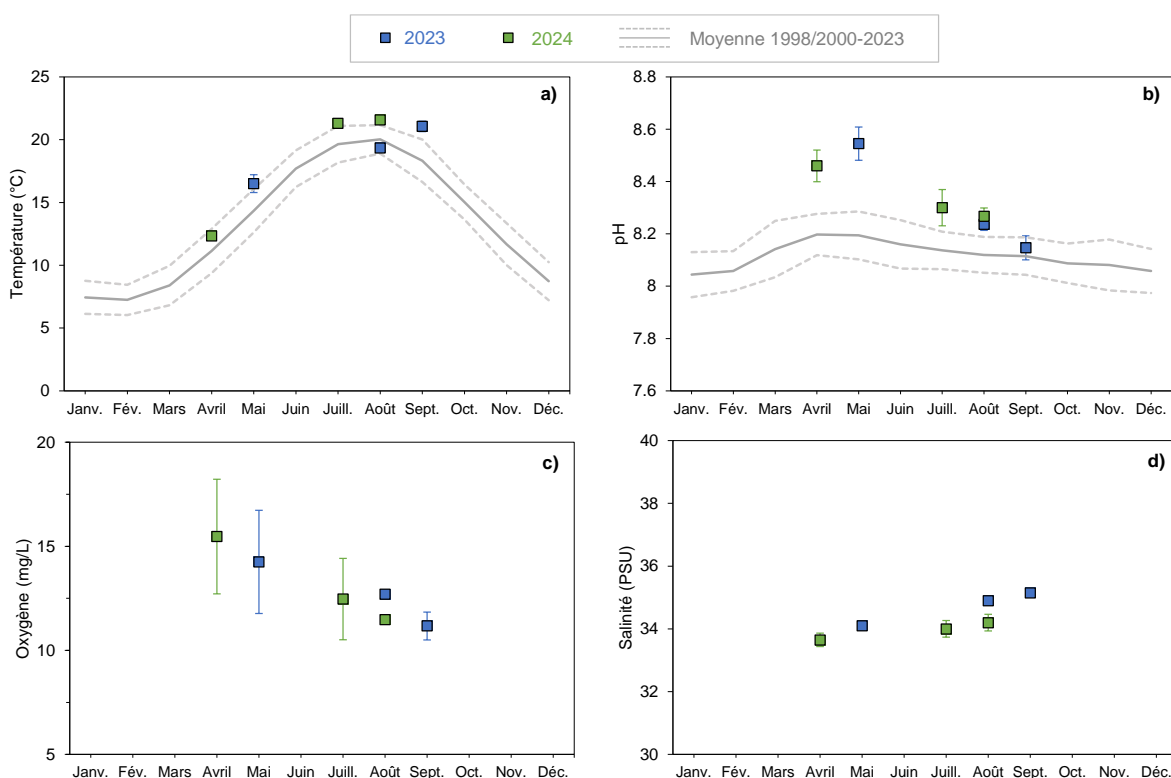 2023 2024 Moyenne 1998/2000-2023
a)
Température (°C)
25
20
15
10
5
0
Janv. Fév. Mars Avril Mai Juin Juill. Août Sept. Oct. Nov. Déc.
b)
pH
8.8
8.6
8.4
8.2
8
7.8
7.6
Janv. Fév. Mars Avril Mai Juin Juill. Août Sept. Oct. Nov. Déc.
c)
Oxygène (mg/L)
20
15
10
5
Janv. Fév. Mars Avril Mai Juin Juill. Août Sept. Oct. Nov. Déc.
d)
Salinité (PSU)
40
38
36
34
32
30
Janv. Fév. Mars Avril Mai Juin Juill. Août Sept. Oct. Nov. Déc.